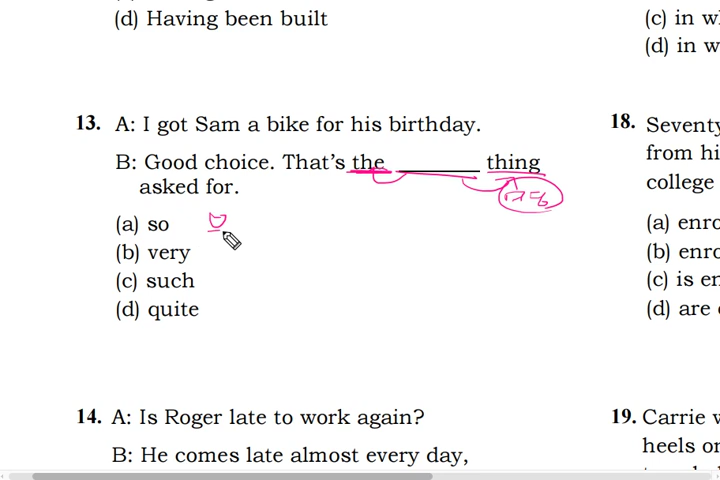 (d) Having been built
(c) in w
(d) in w
13. A: I got Sam a bike for his birthday.
B: Good choice. That's the ________ thing
asked for.
(a) so
(b) very
(c) such
(d) quite
18. Seventy
from hi
college
(a) enro
(b) enro
(c) is en
(d) are
14. A: Is Roger late to work again?
B: He comes late almost every day,
19. Carrie w
heels or